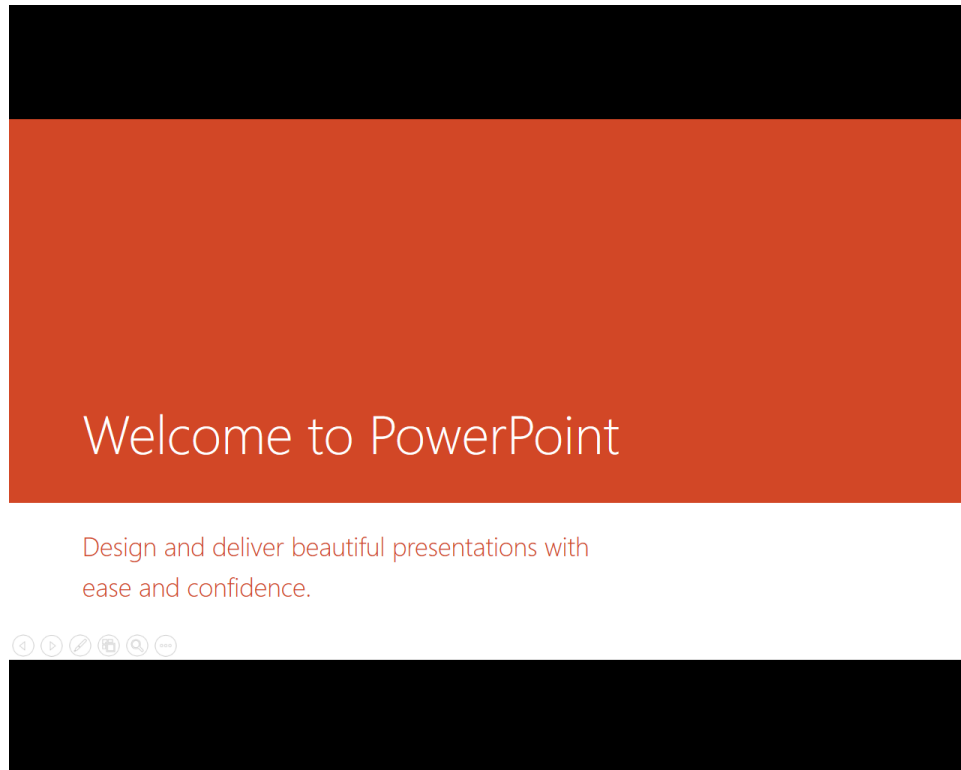 Welcome to PowerPoint
Design and deliver beautiful presentations with
ease and confidence.